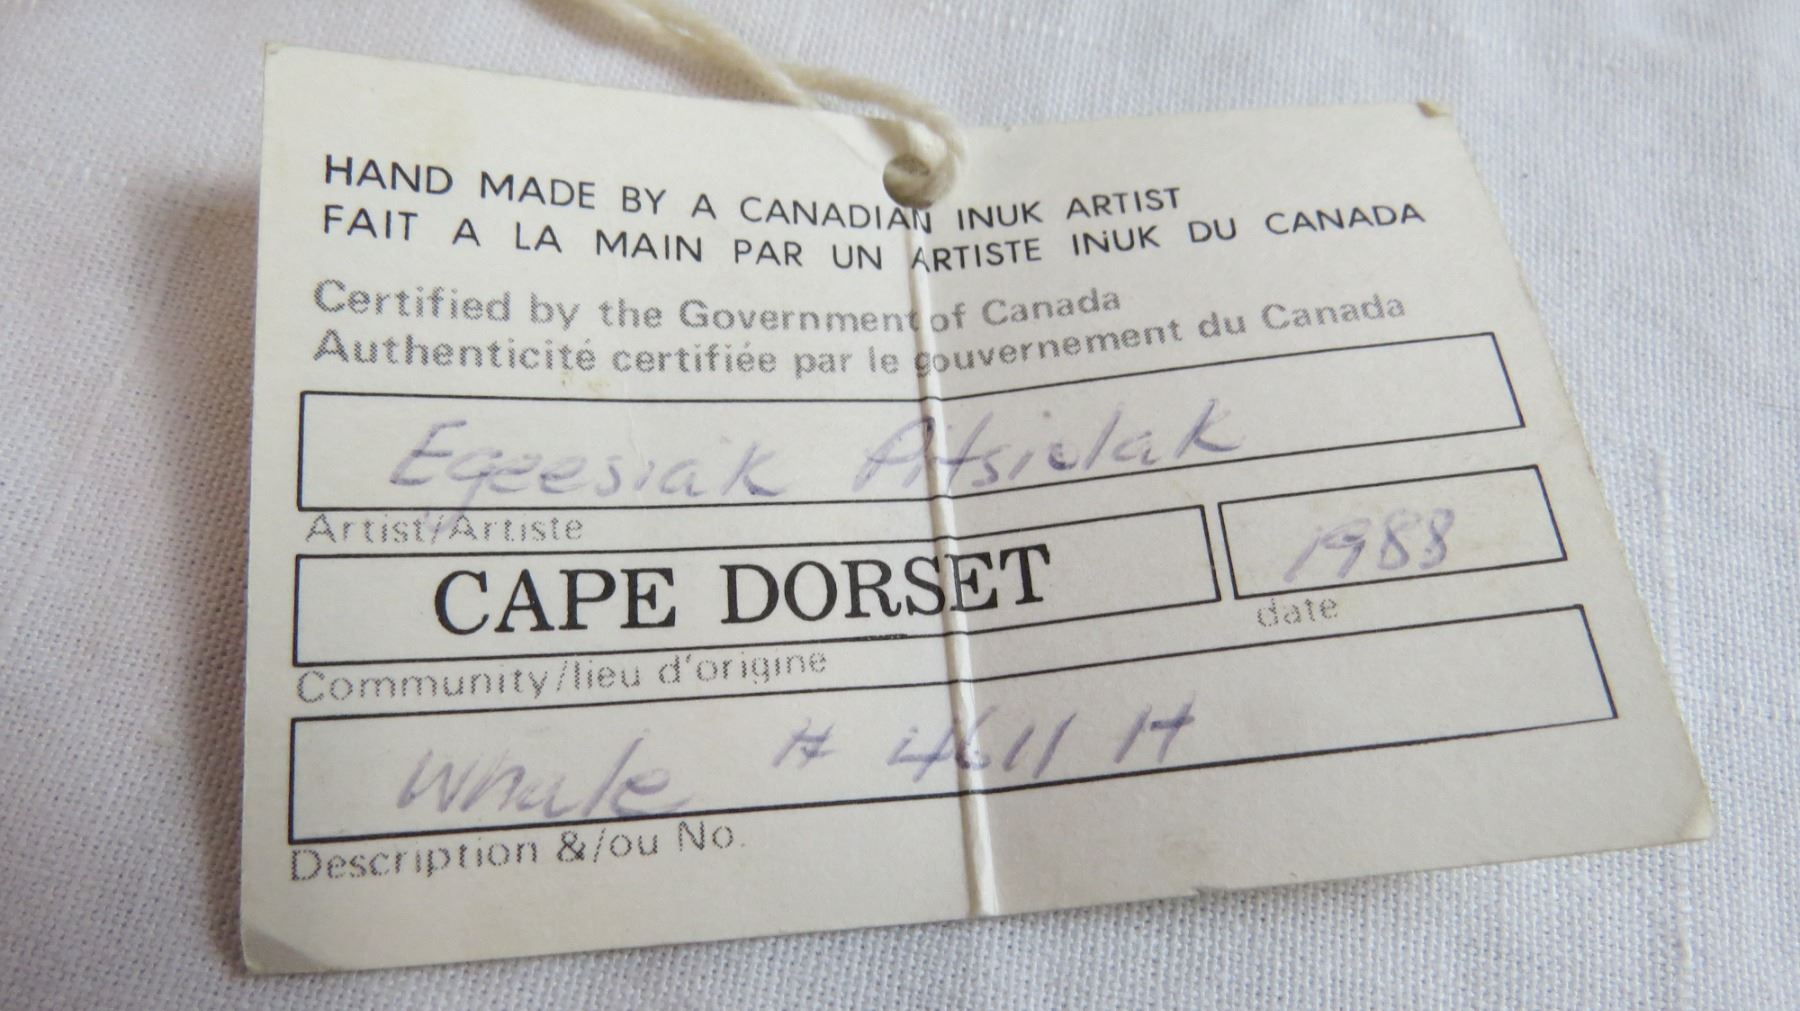 HAND MADE BY A CANADIAN INUK ARTIST
FAIT A LA MAIN PAR UN ARTISTE INUK DU CANADA
Certified by the Government of Canada
Authenticité certifiée par le gouvernement du Canada
Eqeesiak Pitsiolak
Artist/Artiste
CAPE DORSET
1988
Community/lieu d'origine
date
Whale # 4611 H
Description &/ou No.